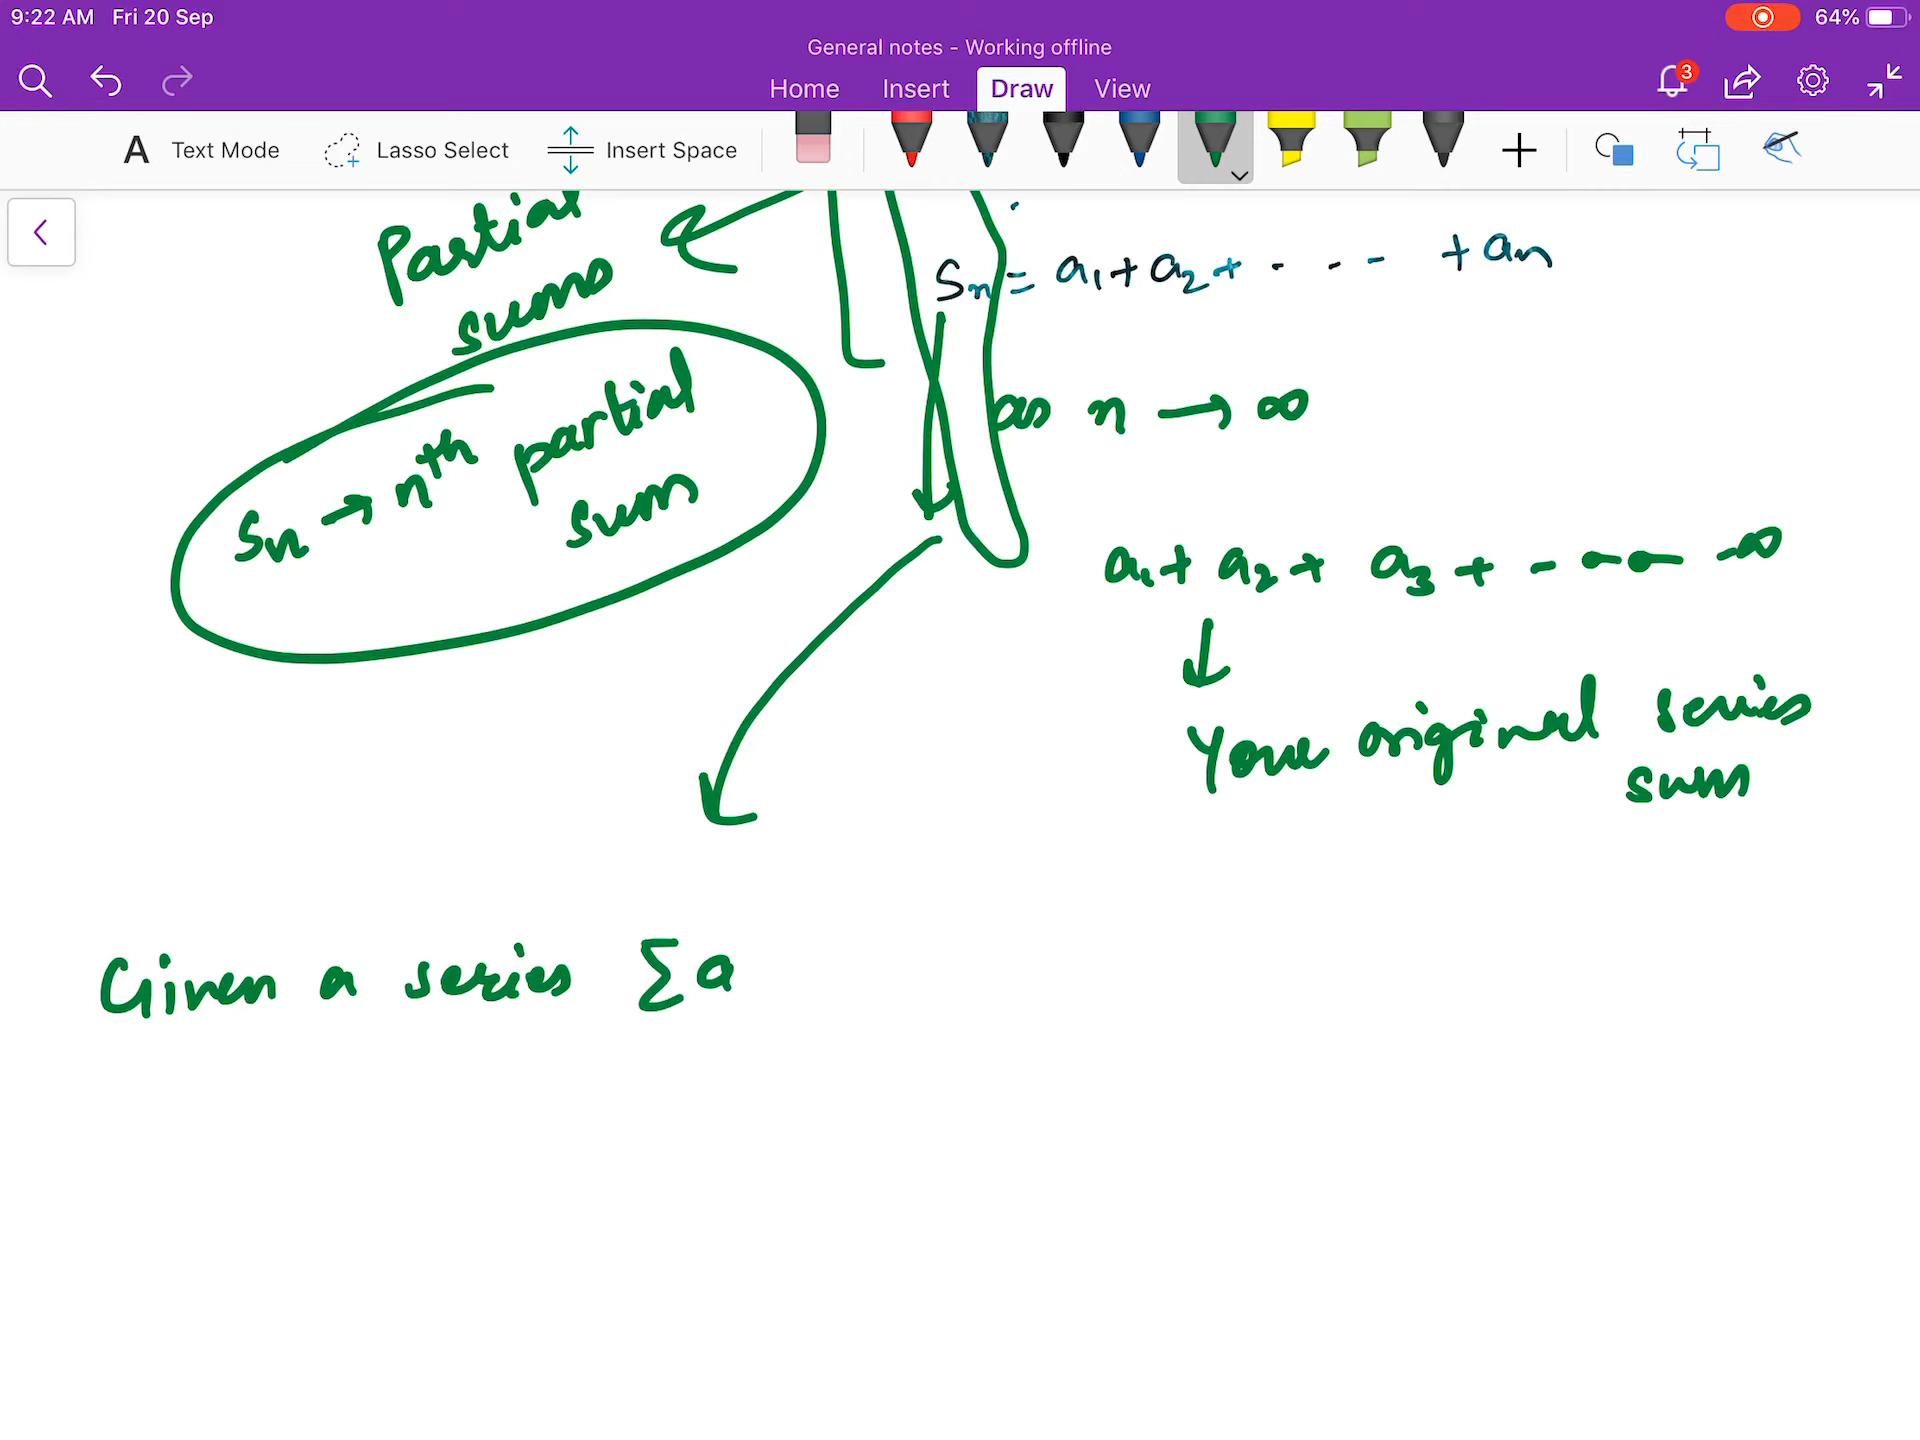 9:22 AM Fri 20 Sep
64%
General notes - Working offline
Home Insert Draw View
3
A Text Mode Lasso Select Insert Space
Partial
sums
Sn = a1 + a2 + - - - + an
as n → ∞
Sn → nth partial
sum
a1 + a2 + a3 + - - - - ∞
↓
Your original series
sum
Given a series Σa